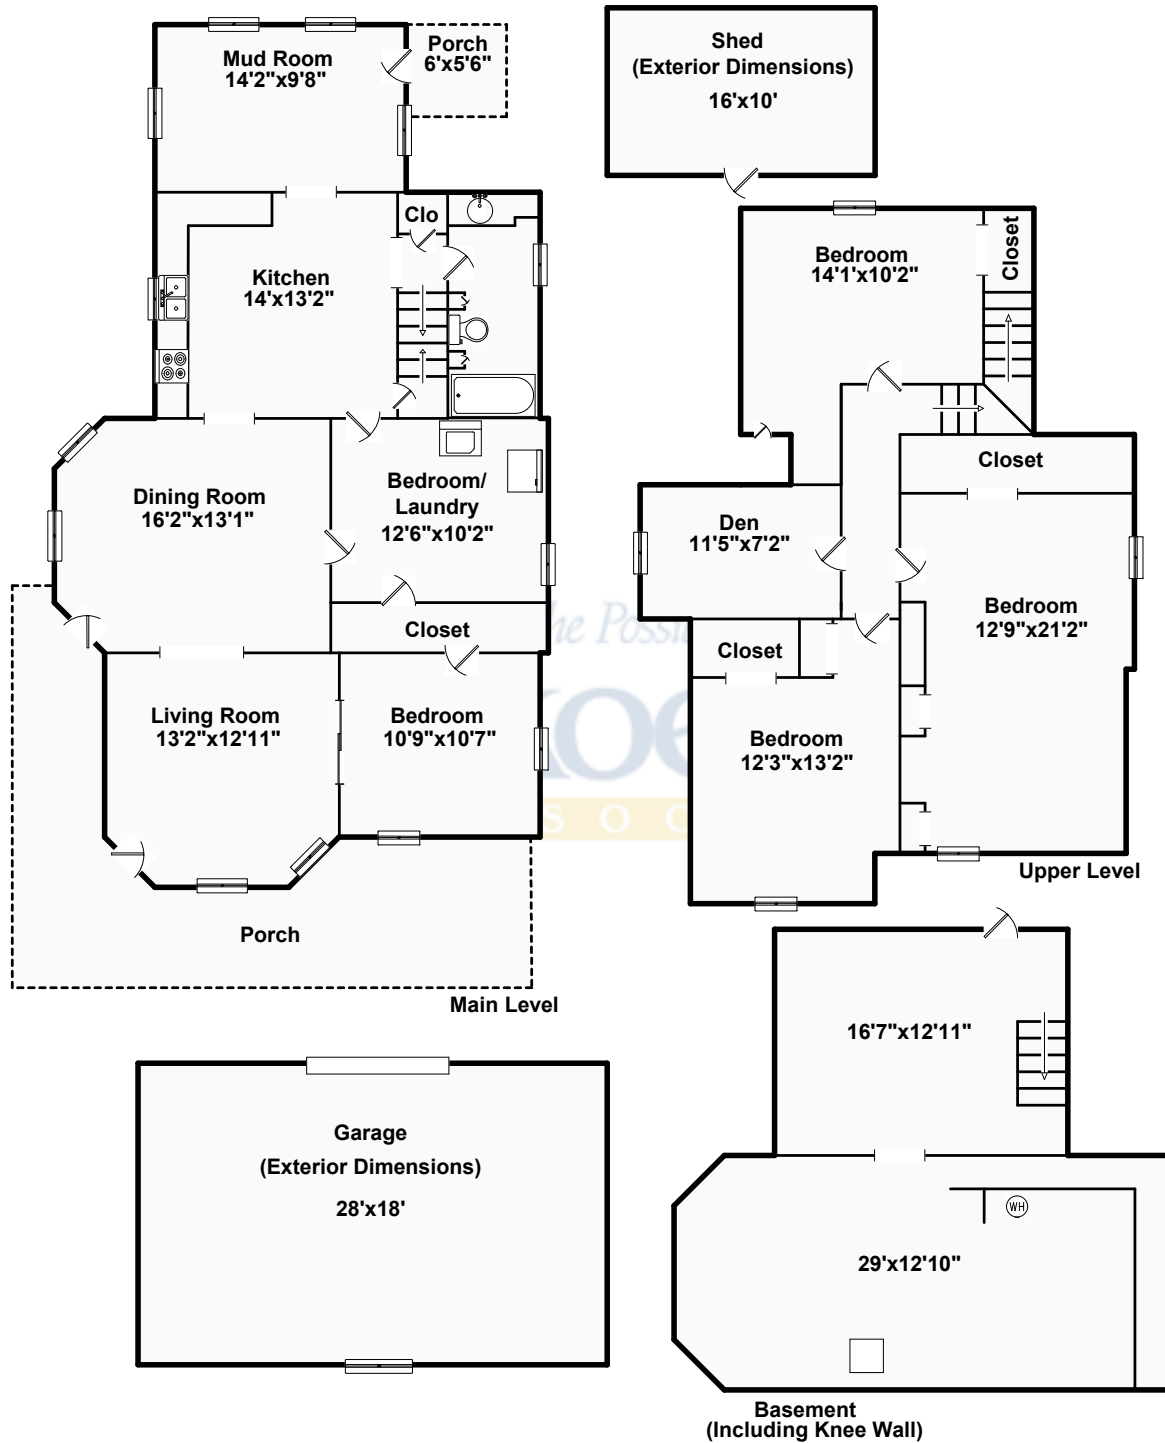 Mud Room
14'2"x9'8"
Porch
6'x5'6"
Shed
(Exterior Dimensions)
16'x10'
Clo
Kitchen
14'x13'2"
Bedroom
14'1'x10'2"
Closet
Dining Room
16'2"x13'1"
Bedroom/
Laundry
12'6"x10'2"
Closet
Den
11'5"x7'2"
Closet
Bedroom
12'9"x21'2"
Closet
Living Room
13'2"x12'11"
Bedroom
10'9"x10'7"
Bedroom
12'3"x13'2"
Upper Level
Porch
Main Level
16'7"x12'11"
Garage
(Exterior Dimensions)
28'x18'
WH
29'x12'10"
Basement
(Including Knee Wall)